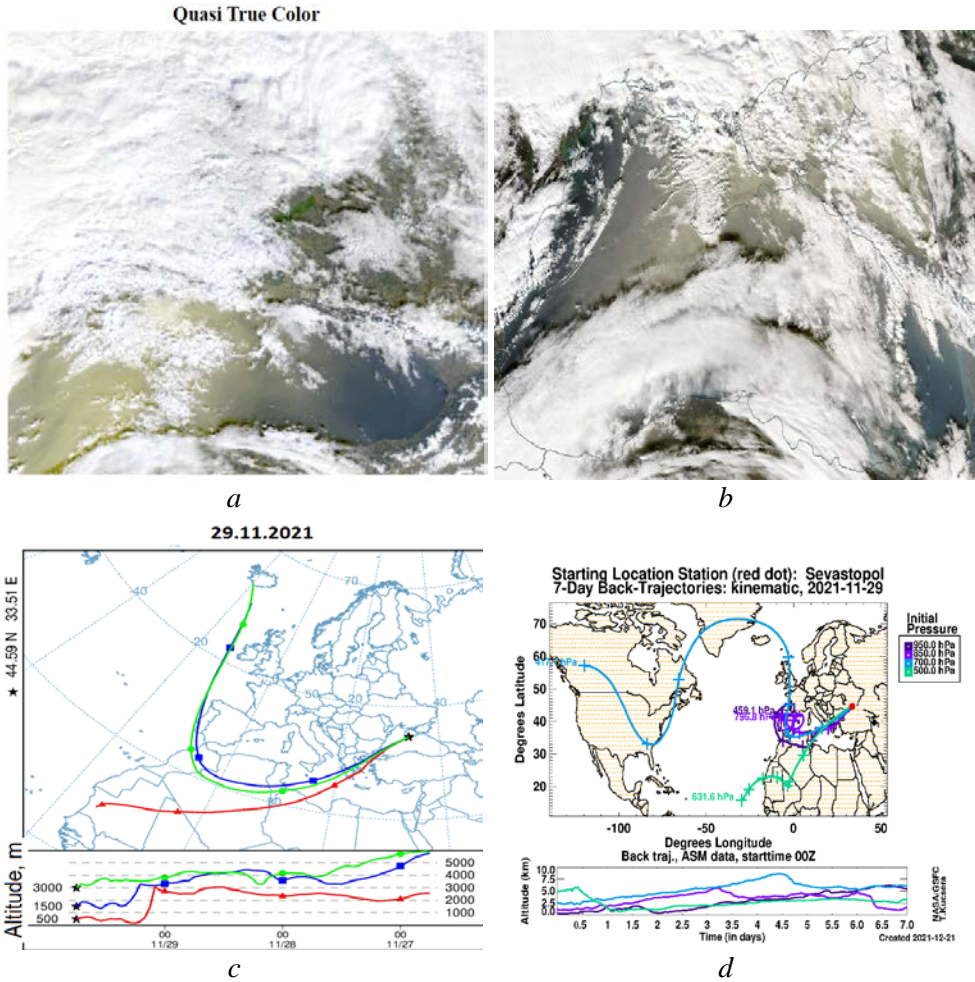 Quasi True Color
a
b
29.11.2021
★ 44.59 N 33.51 E
Altitude, m
3000
1500
500
5000
4000
3000
2000
1000
00
11/29
00
11/28
00
11/27
c
Starting Location Station (red dot): Sevastopol
7-Day Back-Trajectories: kinematic, 2021-11-29
Initial
Pressure
950.0 hPa
850.0 hPa
700.0 hPa
500.0 hPa
Degrees Latitude
70
60
50
40
30
20
459.1 hPa
631.6 hPa
-100
-50
0
50
Degrees Longitude
Back traj., ASM data, starttime 00Z
Altitude (km)
10.0
7.5
5.0
2.5
0.0
0.5
1
1.5
2
2.5
3
3.5
4
4.5
5
5.5
6
6.5
7.0
Time (in days)
Created 2021-12-21
NASA/GSFC
T.Kucsera
d